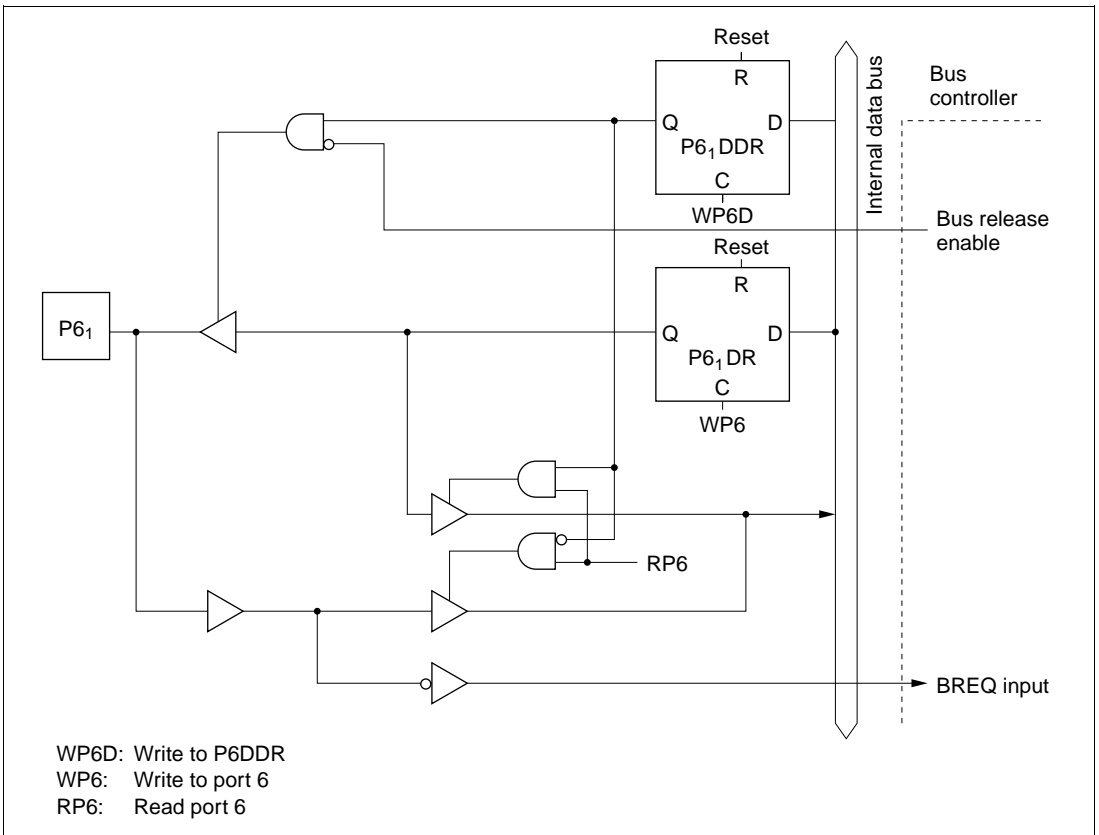 Reset
R
Q
D
P6₁DDR
C
WP6D
Internal data bus
Bus
controller
Bus release
enable
Reset
R
P6₁
Q
D
P6₁DR
C
WP6
RP6
BREQ input
WP6D: Write to P6DDR
WP6: Write to port 6
RP6: Read port 6